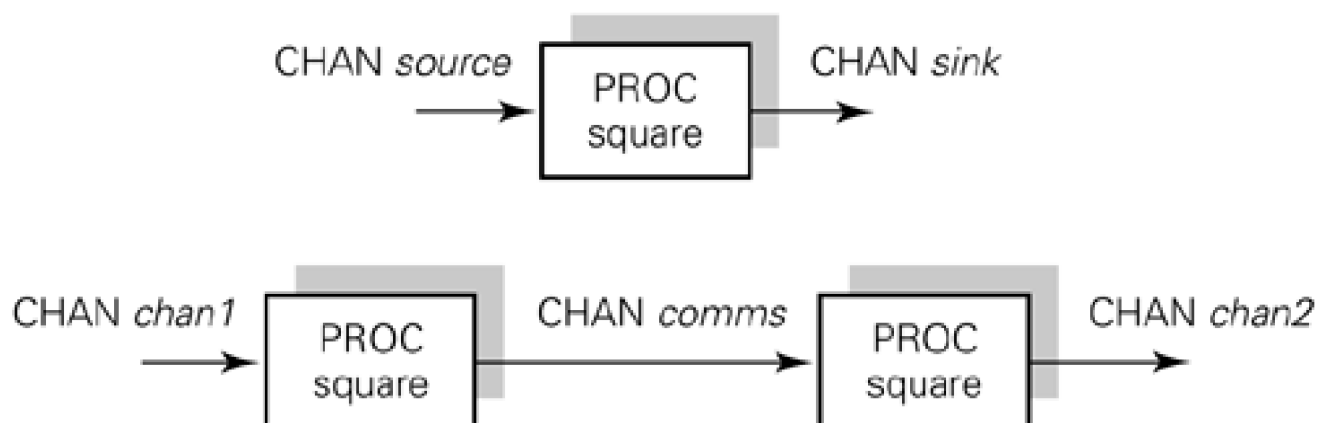 CHAN source
PROC
square
CHAN sink
CHAN chan1
PROC
square
CHAN comms
PROC
square
CHAN chan2